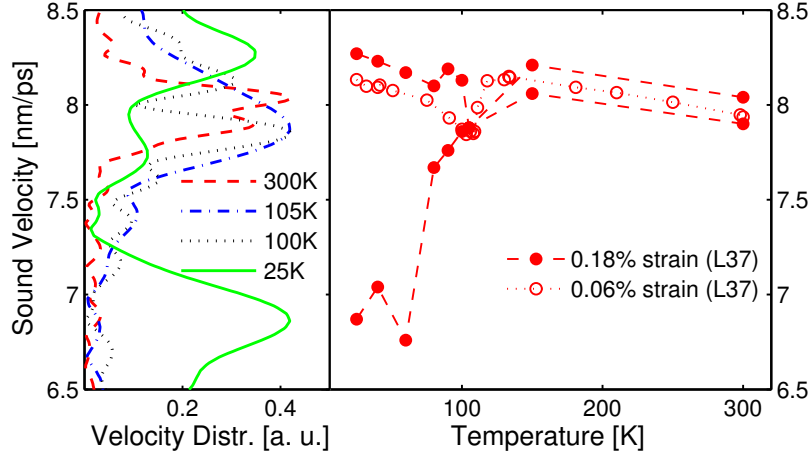 8.5
8
7.5
7
6.5
Sound Velocity [nm/ps]
300K
105K
100K
25K
0.2
0.4
Velocity Distr. [a. u.]
0.18% strain (L37)
0.06% strain (L37)
100
200
300
Temperature [K]
8.5
8
7.5
7
6.5